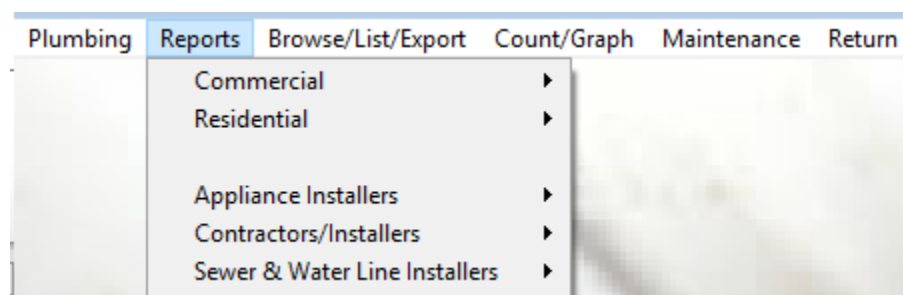 Plumbing Reports Browse/List/Export Count/Graph Maintenance Return
Commercial
Residential
Appliance Installers
Contractors/Installers
Sewer & Water Line Installers